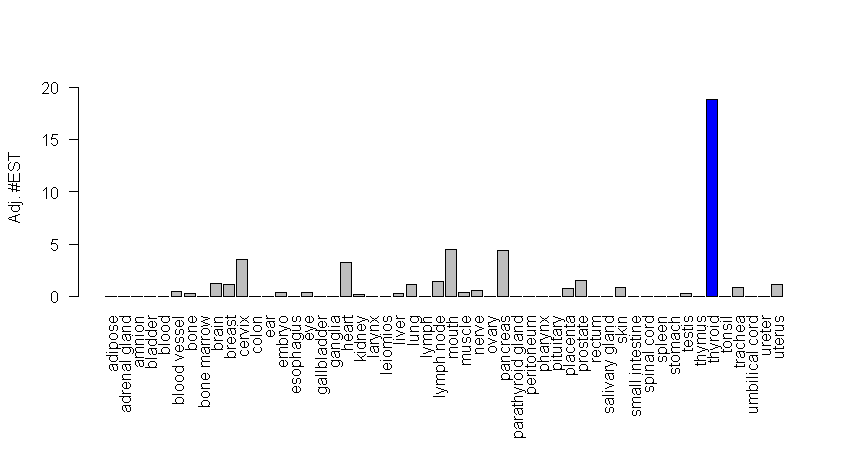 Adj. #EST
20
15
10
5
0
adipose
adrenal gland
amnion
bladder
blood
blood vessel
bone
bone marrow
brain
breast
cervix
colon
ear
embryo
esophagus
eye
gallbladder
ganglia
heart
kidney
larynx
leiomios
liver
lung
lymph
lymph node
mouth
muscle
nerve
ovary
pancreas
parathyroid gland
peritoneum
pharynx
pituitary
placenta
prostate
rectum
salivary gland
skin
small intestine
spinal cord
spleen
stomach
testis
thymus
thyroid
tonsil
trachea
umbilical cord
ureter
uterus